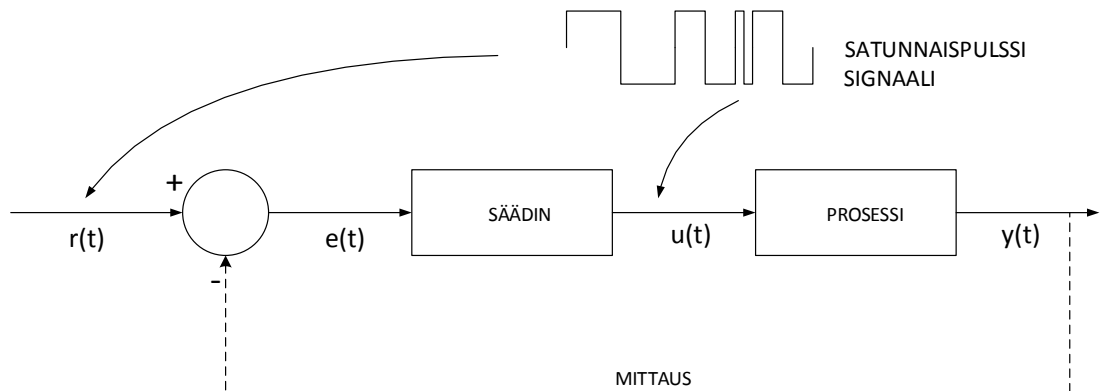 SATUNNAISPULSSI
SIGNAALI
+
r(t)
e(t)
SÄÄDIN
u(t)
PROSESSI
y(t)
-
MITTAUS